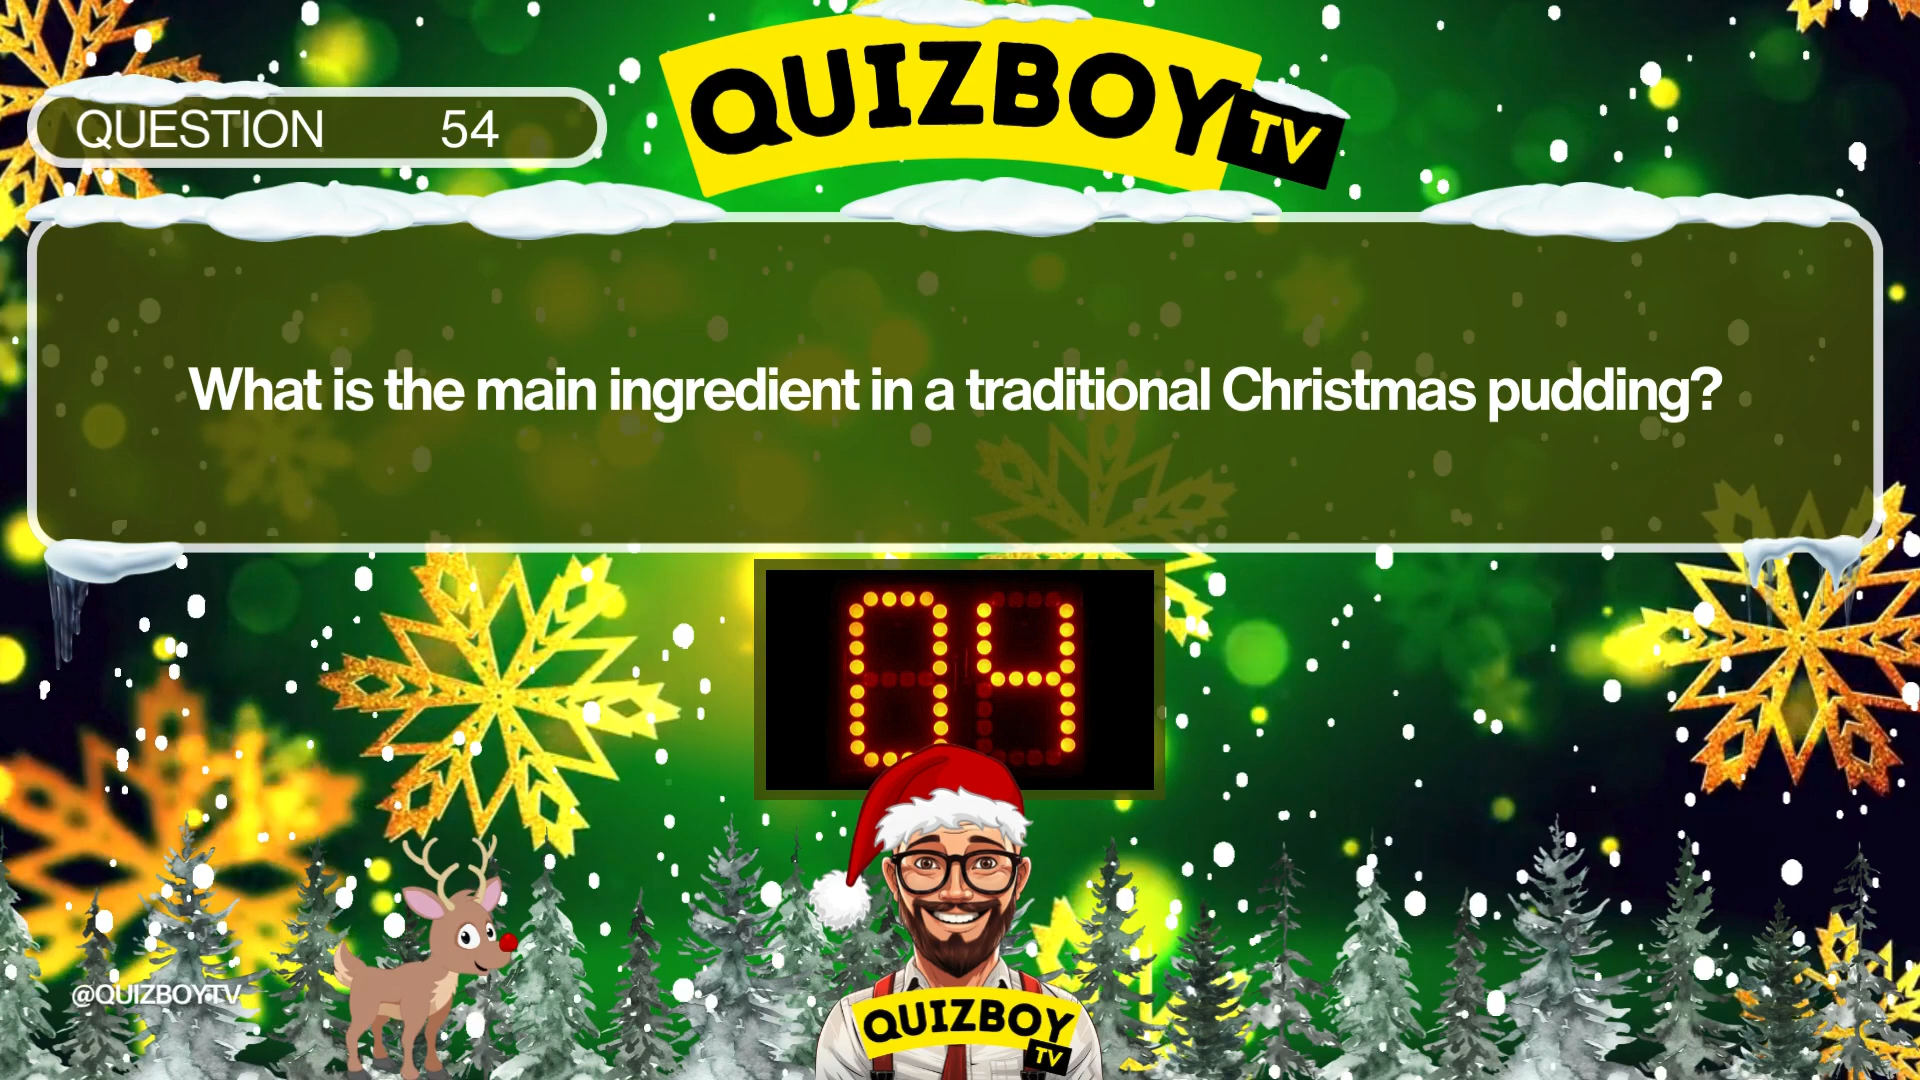 QUIZBOY TV
QUESTION 54
What is the main ingredient in a traditional Christmas pudding?
04
@QUIZBOYTV
QUIZBOY
TV